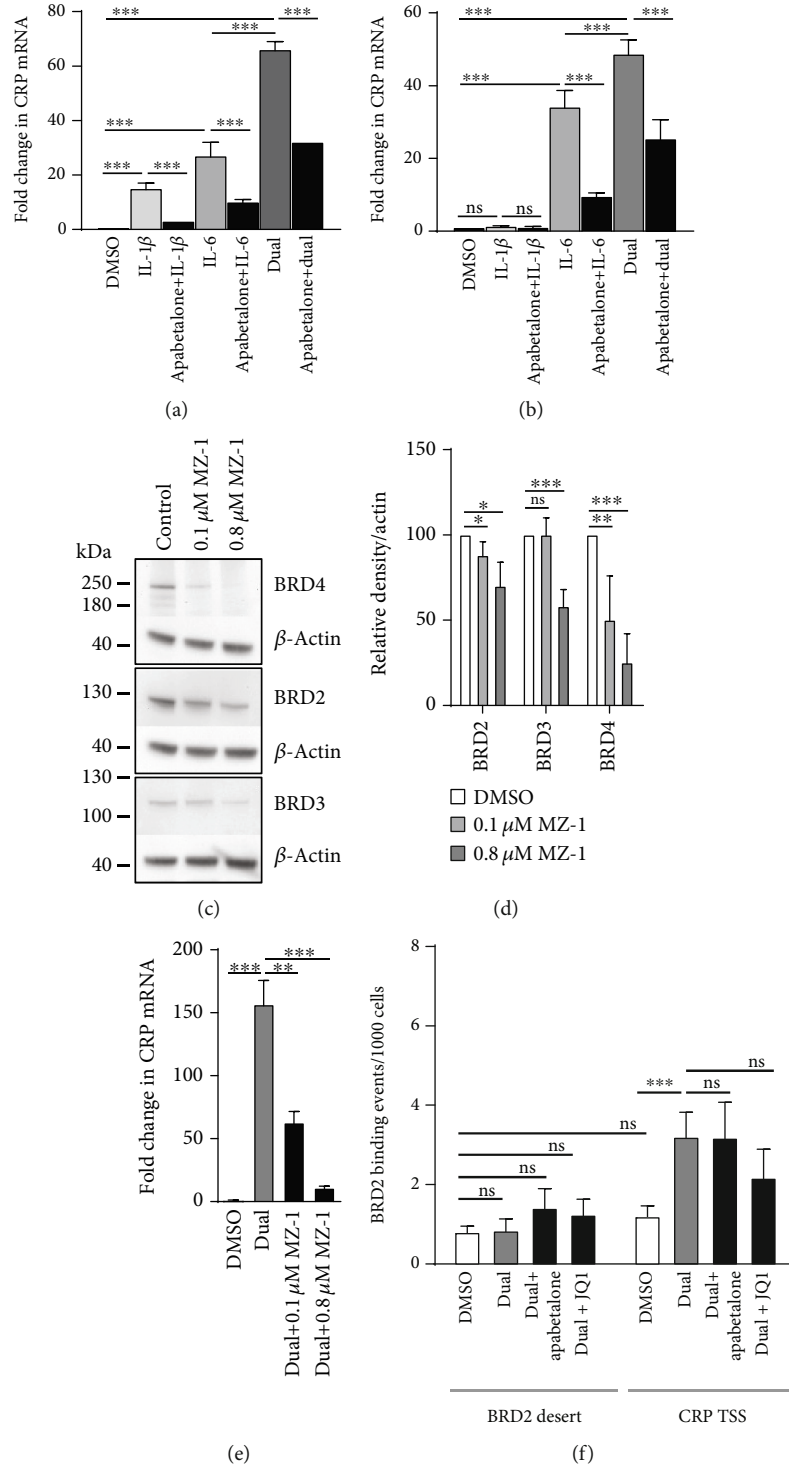 80
60
40
20
0
Fold change in CRP mRNA
***
***
***
***
***
***
***
DMSO
IL-1β
Apabetalone+IL-1β
IL-6
Apabetalone+IL-6
Dual
Apabetalone+dual
(a)
60
40
20
0
Fold change in CRP mRNA
***
***
***
***
***
ns
ns
DMSO
IL-1β
Apabetalone+IL-1β
IL-6
Apabetalone+IL-6
Dual
Apabetalone+dual
(b)
Control
0.1 μM MZ-1
0.8 μM MZ-1
kDa
250
180
BRD4
40
β-Actin
130
BRD2
40
β-Actin
130
100
BRD3
40
β-Actin
(c)
150
100
50
0
Relative density/actin
*
*
***
ns
***
**
BRD2
BRD3
BRD4
DMSO
0.1 μM MZ-1
0.8 μM MZ-1
(d)
200
150
100
50
0
Fold change in CRP mRNA
***
*** **
DMSO
Dual
Dual+0.1 μM MZ-1
Dual+0.8 μM MZ-1
(e)
8
6
4
2
0
BRD2 binding events/1000 cells
ns
*** ns
ns
ns
ns
ns
DMSO
Dual
Dual+
apabetalone
Dual + JQ1
DMSO
Dual
Dual+
apabetalone
Dual + JQ1
BRD2 desert
CRP TSS
(f)